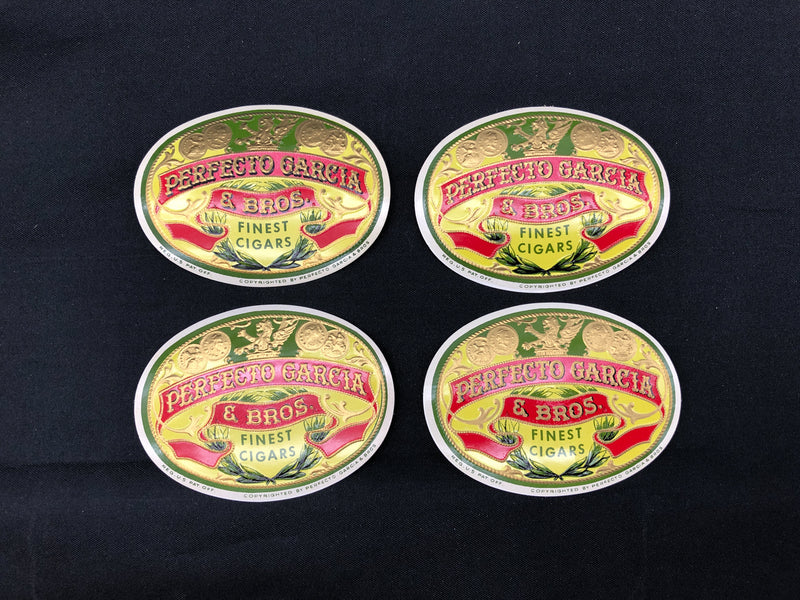 PERFECTO GARCIA
& BROS.
FINEST
CIGARS
REG. U.S. PAT. OFF.
COPYRIGHTED BY PERFECTO GARCIA & BROS
PERFECTO GARCIA
& BROS.
FINEST
CIGARS
REG. U.S. PAT. OFF.
COPYRIGHTED BY PERFECTO GARCIA & BROS
PERFECTO GARCIA
& BROS.
FINEST
CIGARS
REG. U.S. PAT. OFF.
COPYRIGHTED BY PERFECTO GARCIA & BROS
PERFECTO GARCIA
& BROS.
FINEST
CIGARS
REG. U.S. PAT. OFF.
COPYRIGHTED BY PERFECTO GARCIA & BROS